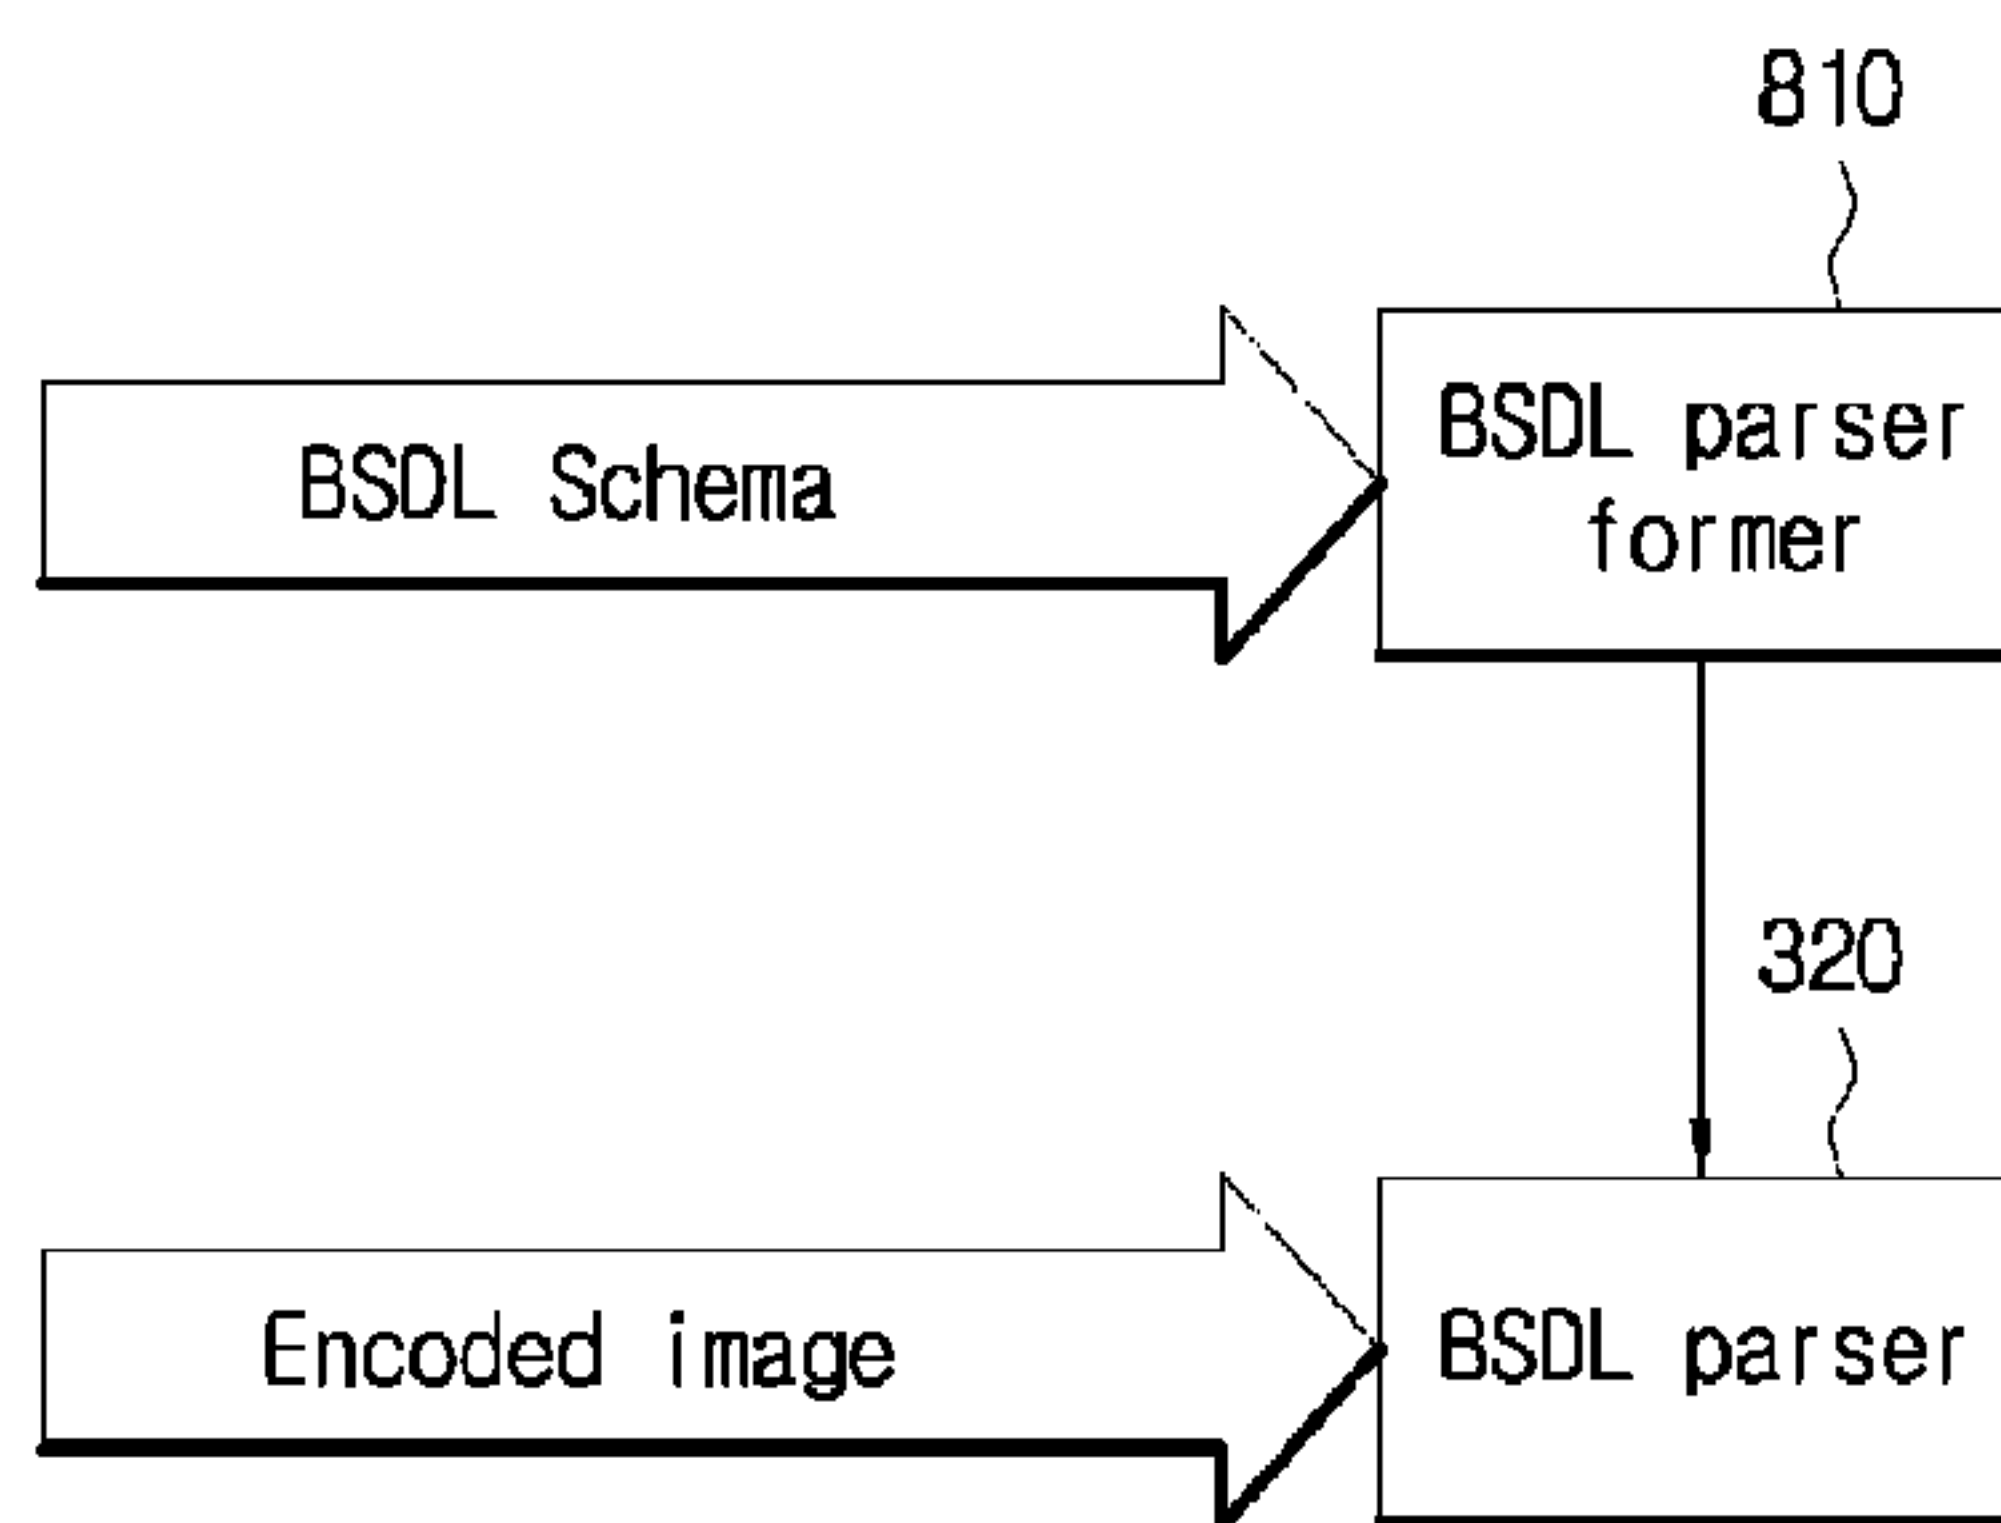 810
BSDL Schema
BSDL parser
former
320
Encoded image
BSDL parser